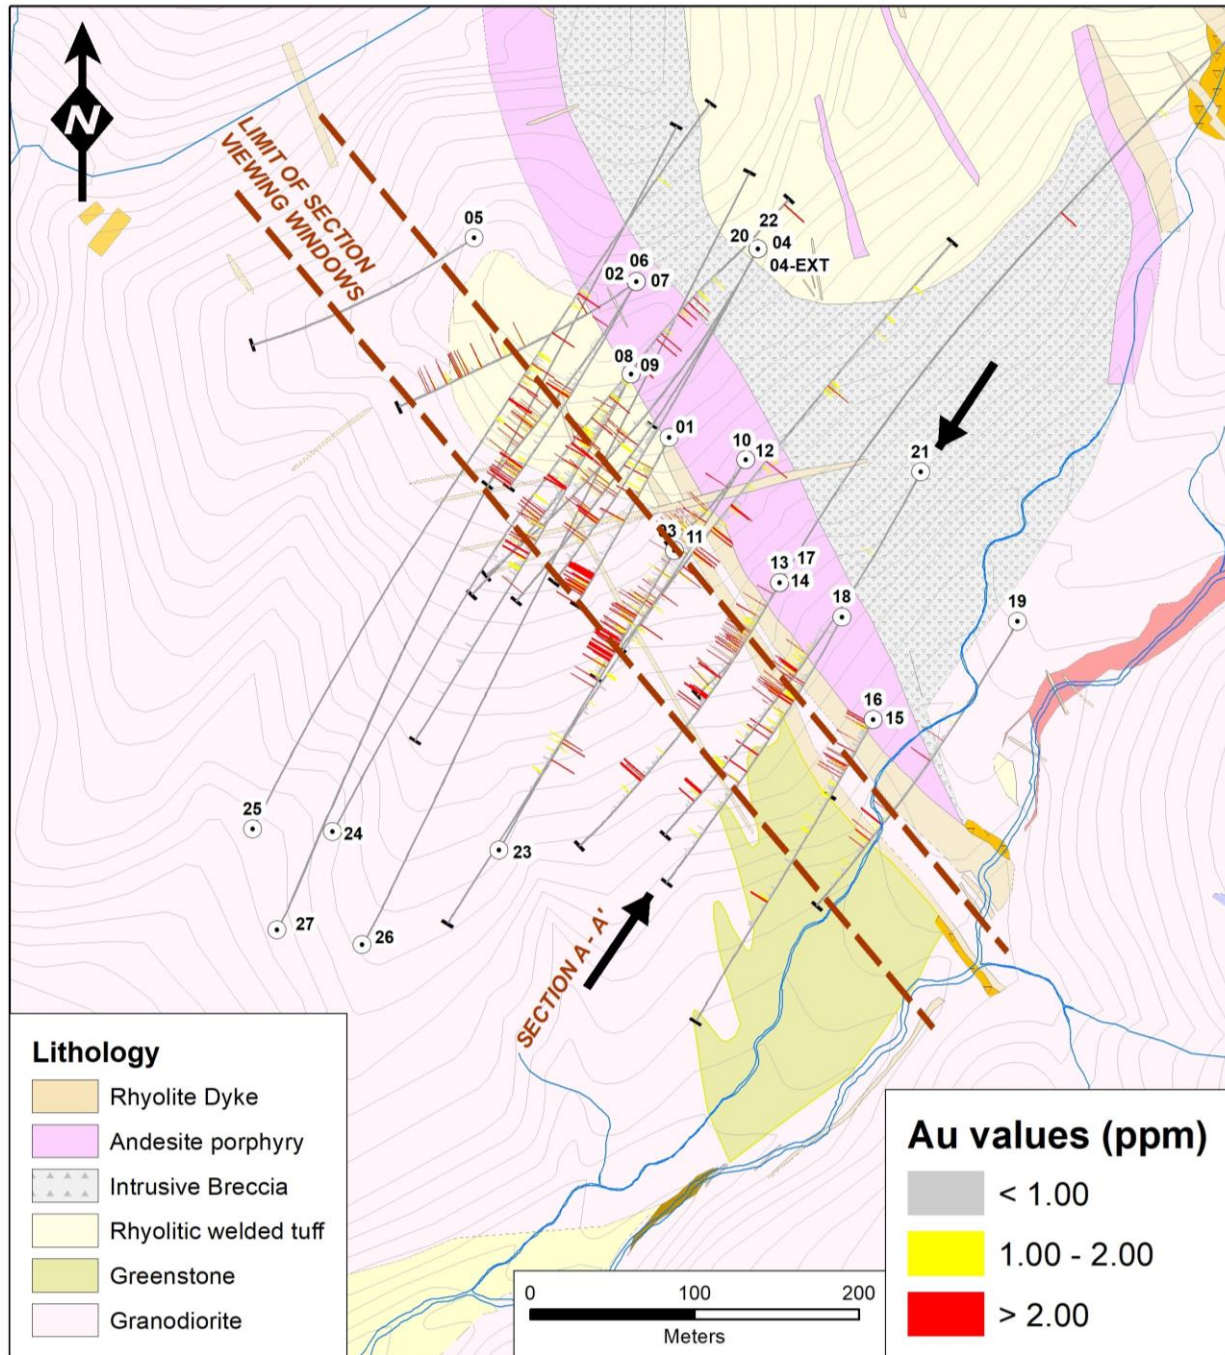 N
LIMIT OF SECTION
VIEWING WINDOWS
05
06
02
07
22
20
04
04-EXT
08
09
01
10
12
21
03
11
13
17
14
18
19
16
15
25
24
23
27
26
SECTION A - A'
Lithology
Rhyolite Dyke
Andesite porphyry
Intrusive Breccia
Rhyolitic welded tuff
Greenstone
Granodiorite
0
100
200
Meters
Au values (ppm)
< 1.00
1.00 - 2.00
> 2.00